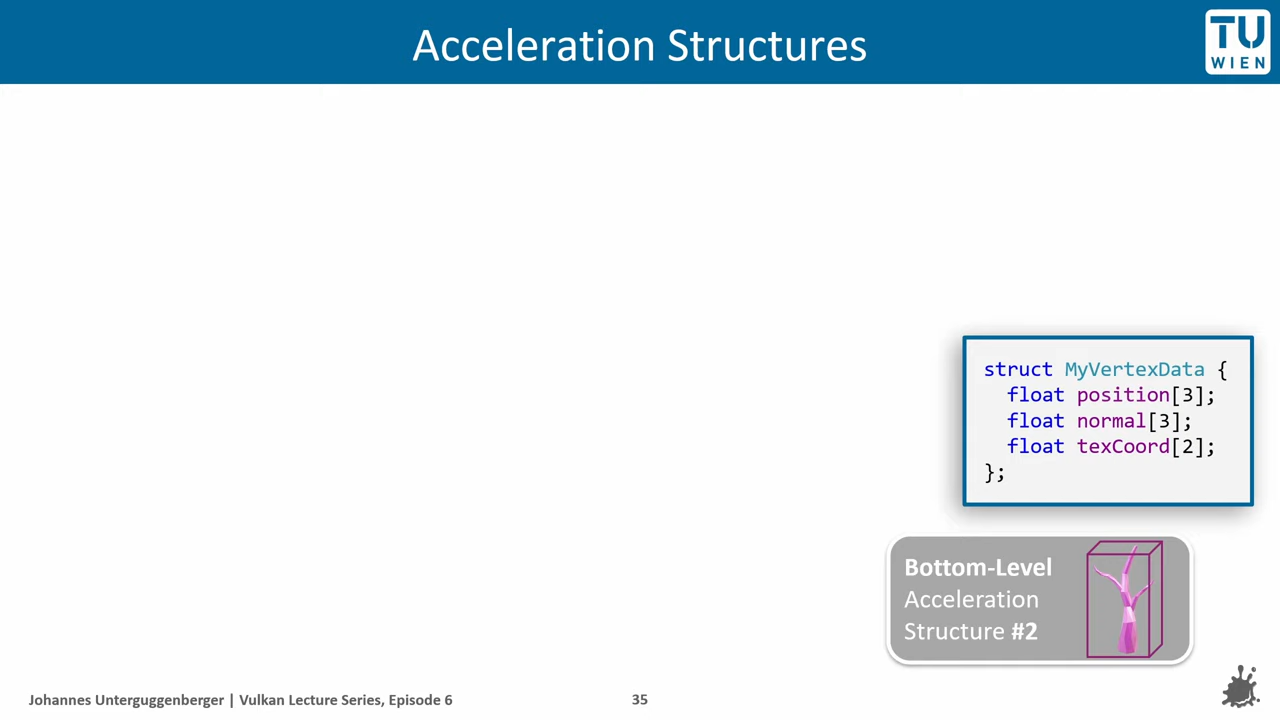 Acceleration Structures
TU
WIEN
struct MyVertexData {
float position[3];
float normal[3];
float texCoord[2];
};
Bottom-Level
Acceleration
Structure #2
Johannes Unterguggenberger | Vulkan Lecture Series, Episode 6
35